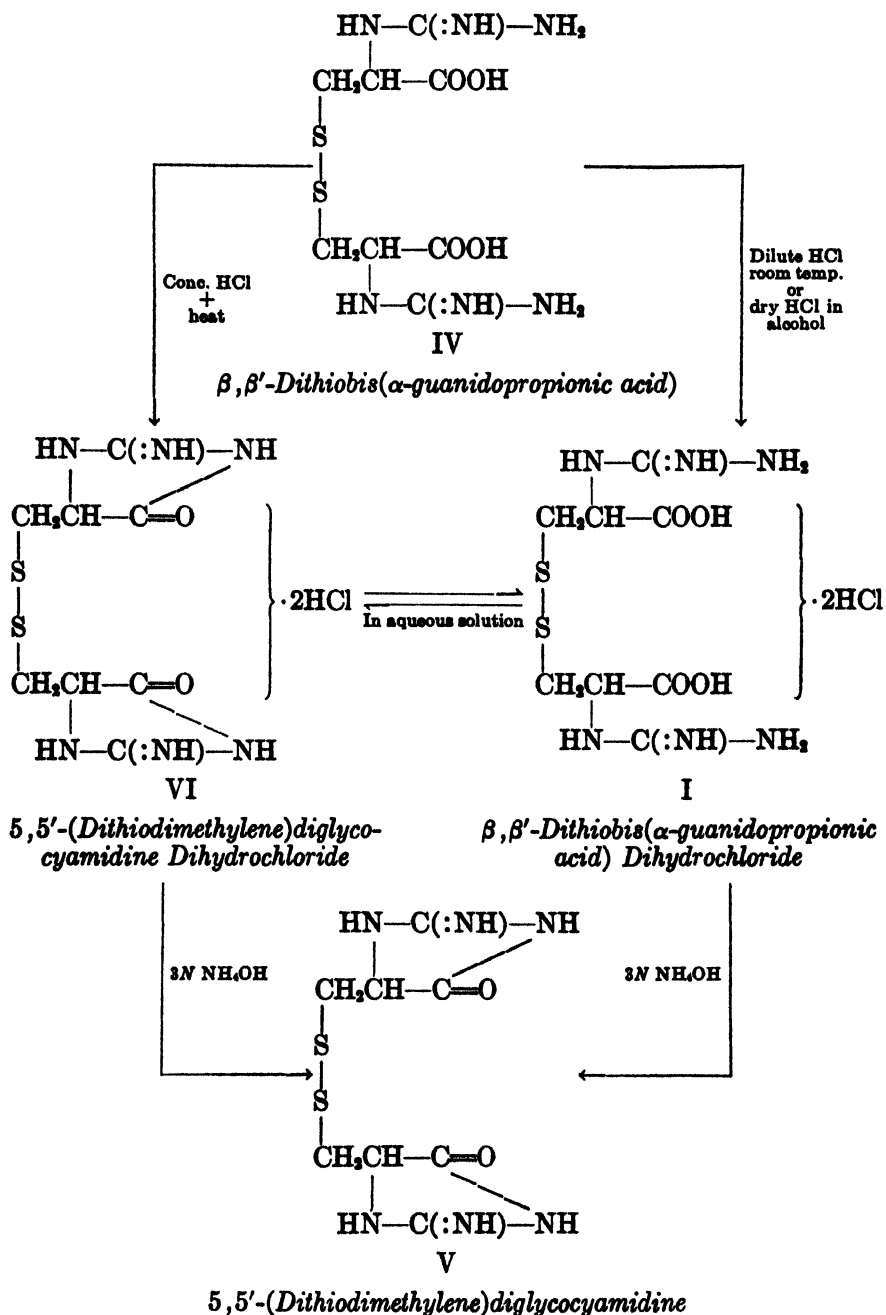 HN—C(:NH)—NH₂
CH₂CH—COOH
S
S
CH₂CH—COOH
HN—C(:NH)—NH₂
IV
β,β′-Dithiobis(α-guanidopropionic acid)
Conc. HCl
+
heat
Dilute HCl
room temp.
or
dry HCl in
alcohol
HN—C(:NH)—NH
CH₂CH—C=O
S
S
CH₂CH—C=O
HN—C(:NH)—NH
·2HCl
VI
5,5′-(Dithiodimethylene)diglyco-
cyamidine Dihydrochloride
In aqueous solution
HN—C(:NH)—NH₂
CH₂CH—COOH
S
S
CH₂CH—COOH
HN—C(:NH)—NH₂
·2HCl
I
β,β′-Dithiobis(α-guanidopropionic
acid) Dihydrochloride
3N NH₄OH
3N NH₄OH
HN—C(:NH)—NH
CH₂CH—C=O
S
S
CH₂CH—C=O
HN—C(:NH)—NH
V
5,5′-(Dithiodimethylene)diglycocyamidine